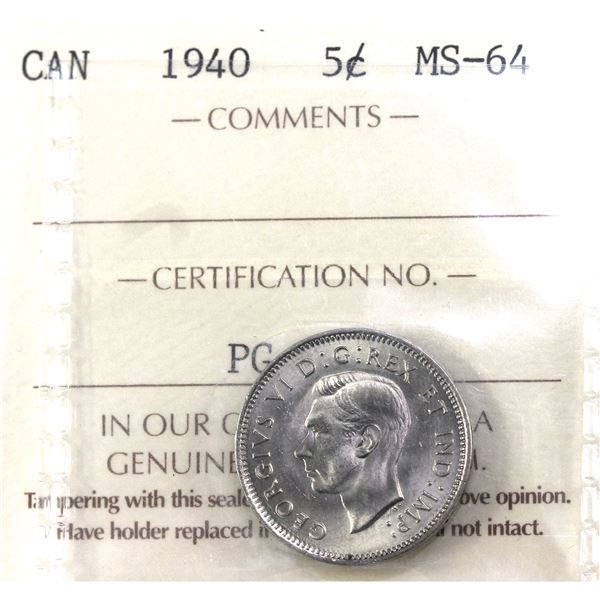 CAN 1940 5¢ MS-64
— COMMENTS —
— CERTIFICATION NO. —
PG
IN OUR A
GENUINE M.
Tampering with this ove opinion.
Have holder replaced not intact.
GEORGIVS VI D:G:REX ET IND:IMP: